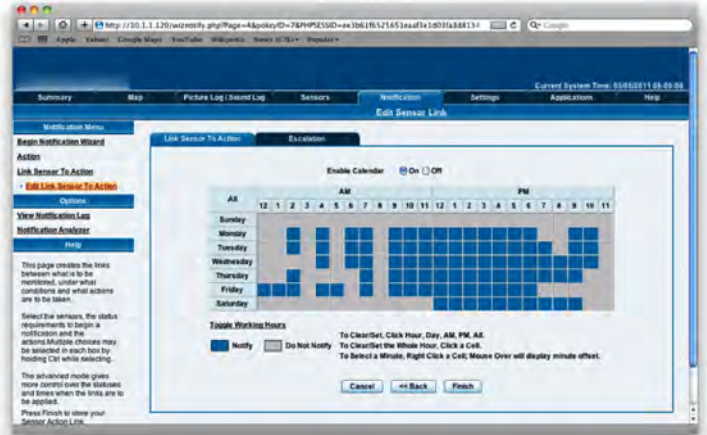 http://10.1.1.120/wiznotify.php?Page=4&policyID=7&PHPSESSID=ee3b61f6525651eaaf3e1d03fa3d8134
Google
Apple Yahoo! Google Maps YouTube Wikipedia News Popular
Current System Time: 03/05/2011
Summary Map Picture Log / Sound Log Sensors Notification Settings Applications Help
Edit Sensor Link
Notification Menu
Begin Notification Wizard
Action
Link Sensor To Action
- Edit Link Sensor To Action
Options
View Notification Log
Notification Analyzer
Help
This page creates the links
between what is to be
monitored, under what
conditions and what actions
are to be taken.
Select the sensors, the status
requirements to begin a
notification and the
actions.Multiple choices may
be selected in each box by
holding Ctrl while selecting.
The advanced mode gives
more control over the statuses
and times when the links are to
be applied.
Press Finish to store your
Sensor Action Link.
Link Sensor To Action Escalation
Enable Calendar On Off
All AM PM
12 1 2 3 4 5 6 7 8 9 10 11 12 1 2 3 4 5 6 7 8 9 10 11
Sunday
Monday
Tuesday
Wednesday
Thursday
Friday
Saturday
Toggle Working Hours
Notify Do Not Notify
To Clear/Set, Click Hour, Day, AM, PM, All.
To Clear/Set the Whole Hour, Click a Cell.
To Select a Minute, Right Click a Cell; Mouse Over will display minute offset.
Cancel << Back Finish